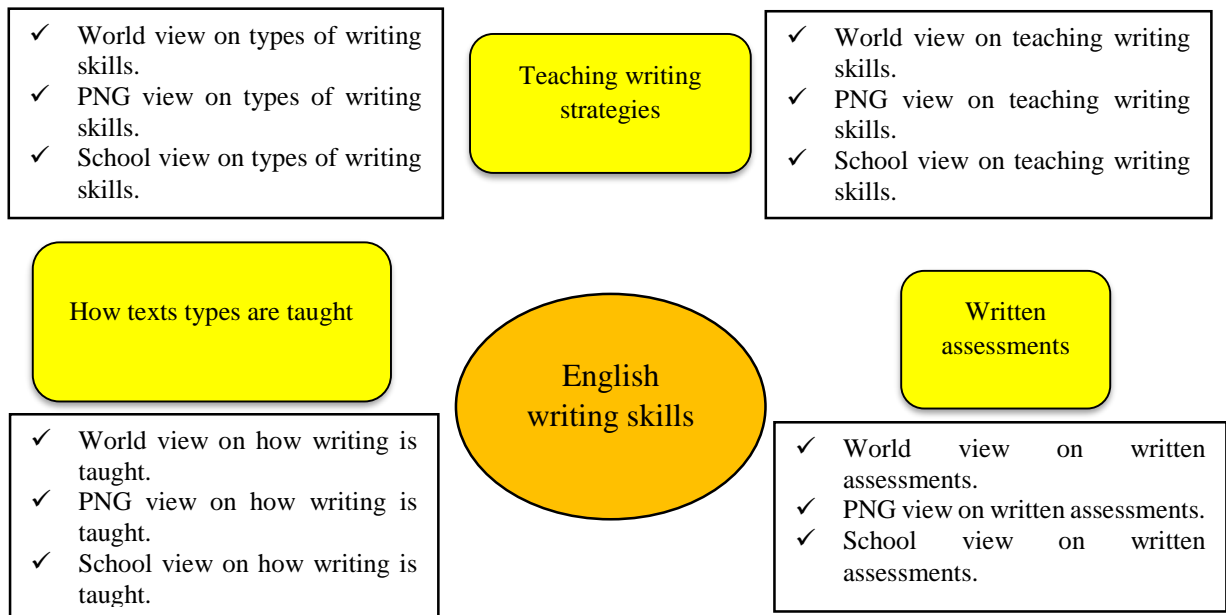 ✓ World view on types of writing
skills.
✓ PNG view on types of writing
skills.
✓ School view on types of writing
skills.
Teaching writing
strategies
✓ World view on teaching writing
skills.
✓ PNG view on teaching writing
skills.
✓ School view on teaching writing
skills.
How texts types are taught
English
writing skills
Written
assessments
✓ World view on how writing is
taught.
✓ PNG view on how writing is
taught.
✓ School view on how writing is
taught.
✓ World view on written
assessments.
✓ PNG view on written assessments.
✓ School view on written
assessments.